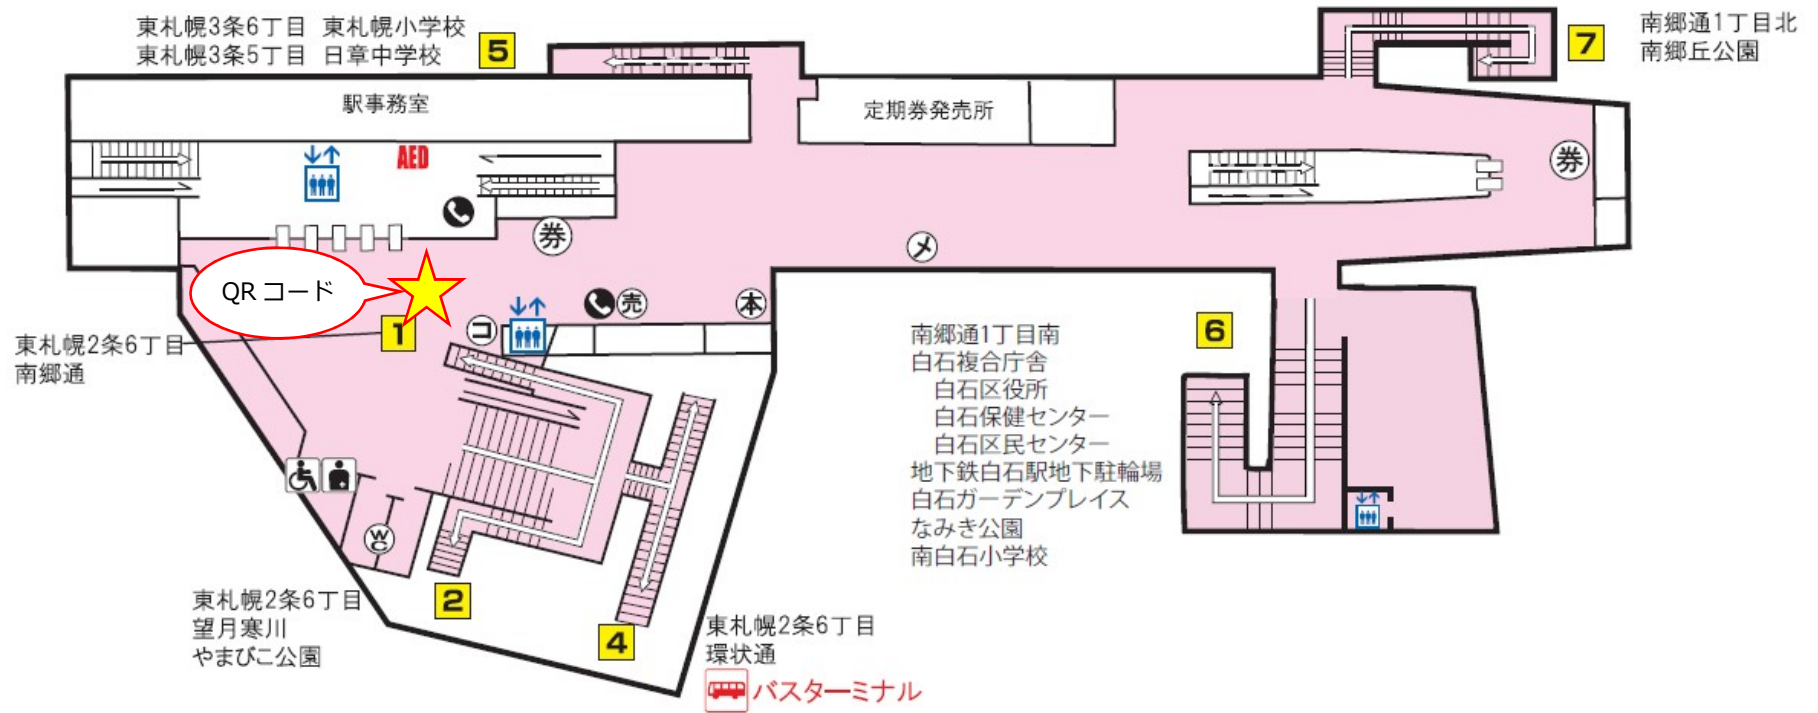 東札幌3条6丁目 東札幌小学校
東札幌3条5丁目 日章中学校
5
7
南郷通1丁目北
南郷丘公園
駅事務室
定期券発売所
AED
券
券
メ
QRコード
売
本
コ
1
東札幌2条6丁目
南郷通
6
南郷通1丁目南
白石複合庁舎
白石区役所
白石保健センター
白石区民センター
地下鉄白石駅地下駐輪場
白石ガーデンプレイス
なみき公園
南白石小学校
WC
2
東札幌2条6丁目
望月寒川
やまびこ公園
4
東札幌2条6丁目
環状通
バスターミナル